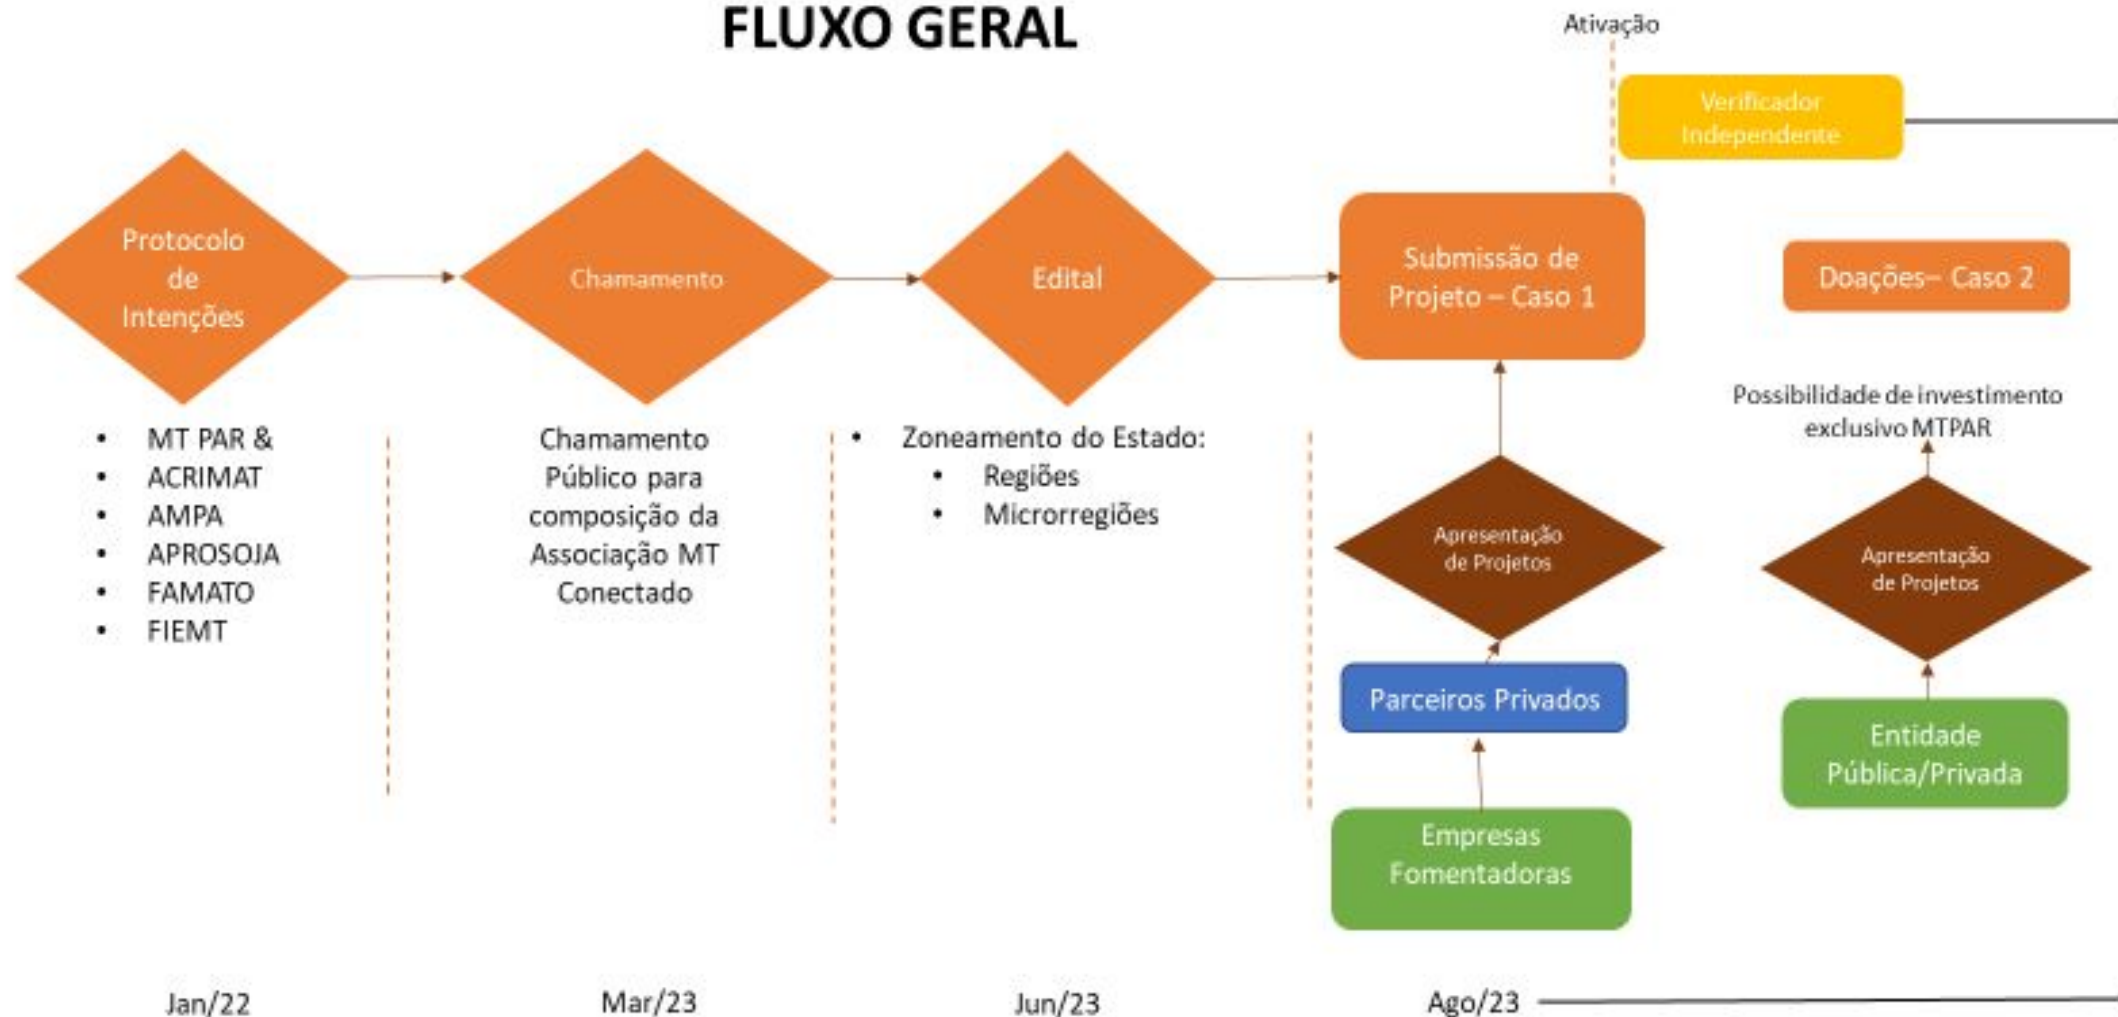 FLUXO GERAL
Ativação
Verificador
Independente
Protocolo
de
Intenções
Chamamento
Edital
Submissão de
Projeto – Caso 1
Doações– Caso 2
• MT PAR &
• ACRIMAT
• AMPA
• APROSOJA
• FAMATO
• FIEMT
Chamamento
Público para
composição da
Associação MT
Conectado
• Zoneamento do Estado:
• Regiões
• Microrregiões
Apresentação
de Projetos
Parceiros Privados
Empresas
Fomentadoras
Possibilidade de investimento
exclusivo MTPAR
Apresentação
de Projetos
Entidade
Pública/Privada
Jan/22
Mar/23
Jun/23
Ago/23